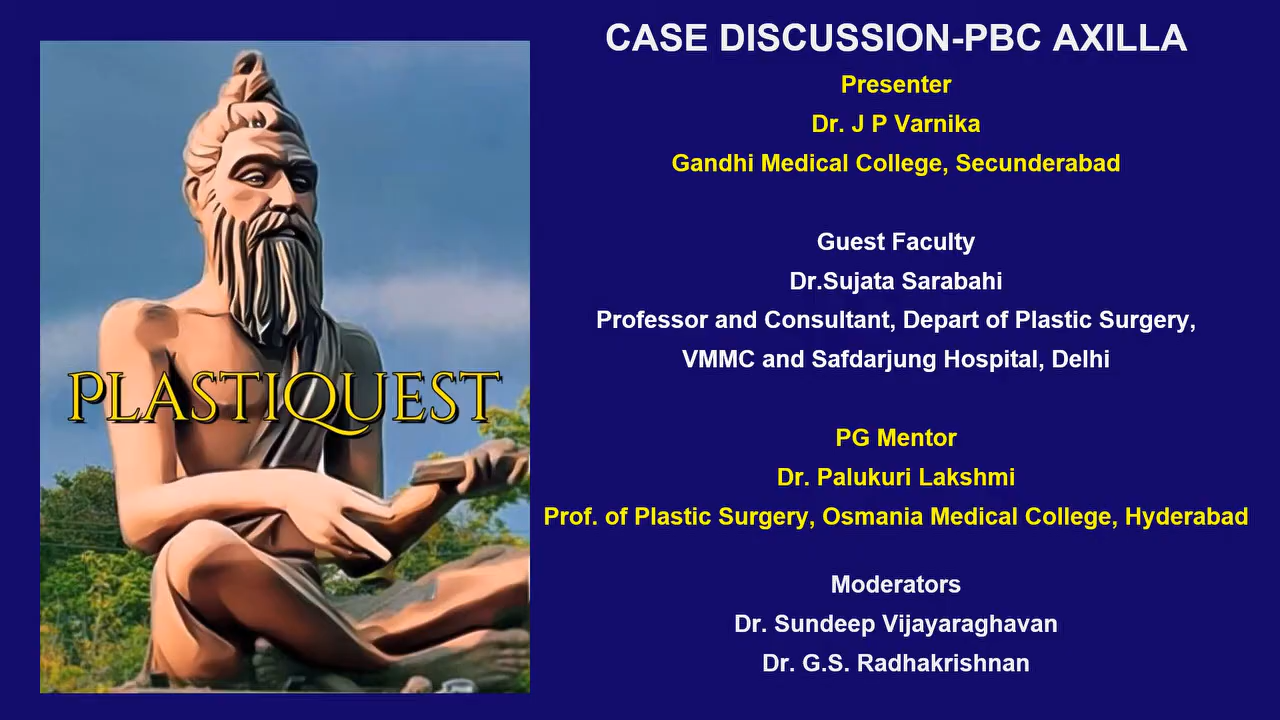 PLASTIQUEST
CASE DISCUSSION-PBC AXILLA
Presenter
Dr. J P Varnika
Gandhi Medical College, Secunderabad
Guest Faculty
Dr.Sujata Sarabahi
Professor and Consultant, Depart of Plastic Surgery,
VMMC and Safdarjung Hospital, Delhi
PG Mentor
Dr. Palukuri Lakshmi
Prof. of Plastic Surgery, Osmania Medical College, Hyderabad
Moderators
Dr. Sundeep Vijayaraghavan
Dr. G.S. Radhakrishnan